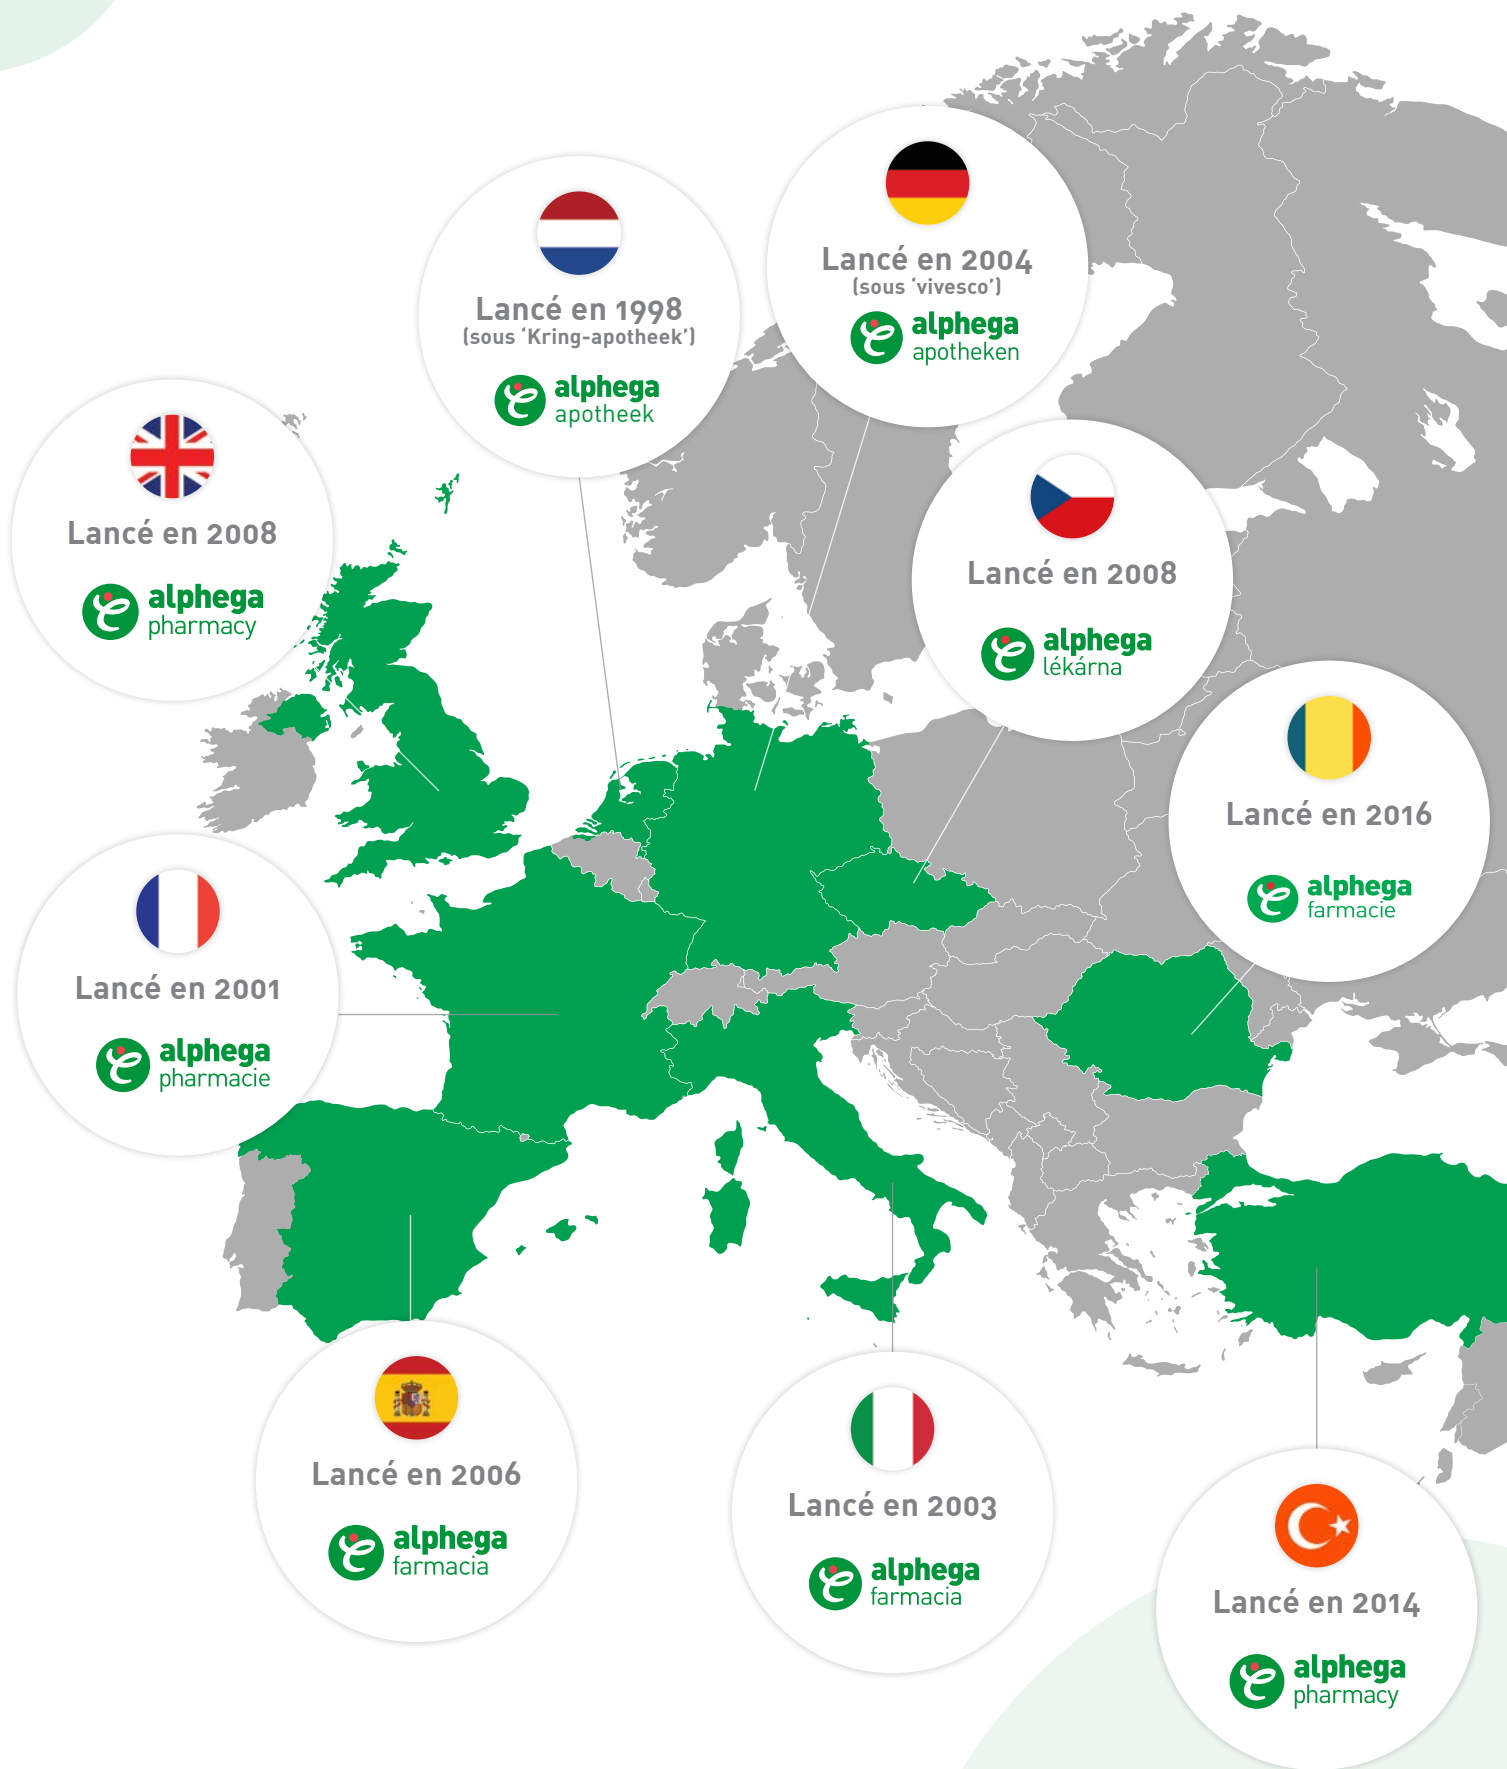 Lancé en 2004
(sous ‘vivesco’)
alphega
apotheken
Lancé en 1998
(sous ‘Kring-apotheek’)
alphega
apotheek
Lancé en 2008
alphega
pharmacy
Lancé en 2008
alphega
lékárna
Lancé en 2016
alphega
farmacie
Lancé en 2001
alphega
pharmacie
Lancé en 2006
alphega
farmacia
Lancé en 2003
alphega
farmacia
Lancé en 2014
alphega
pharmacy